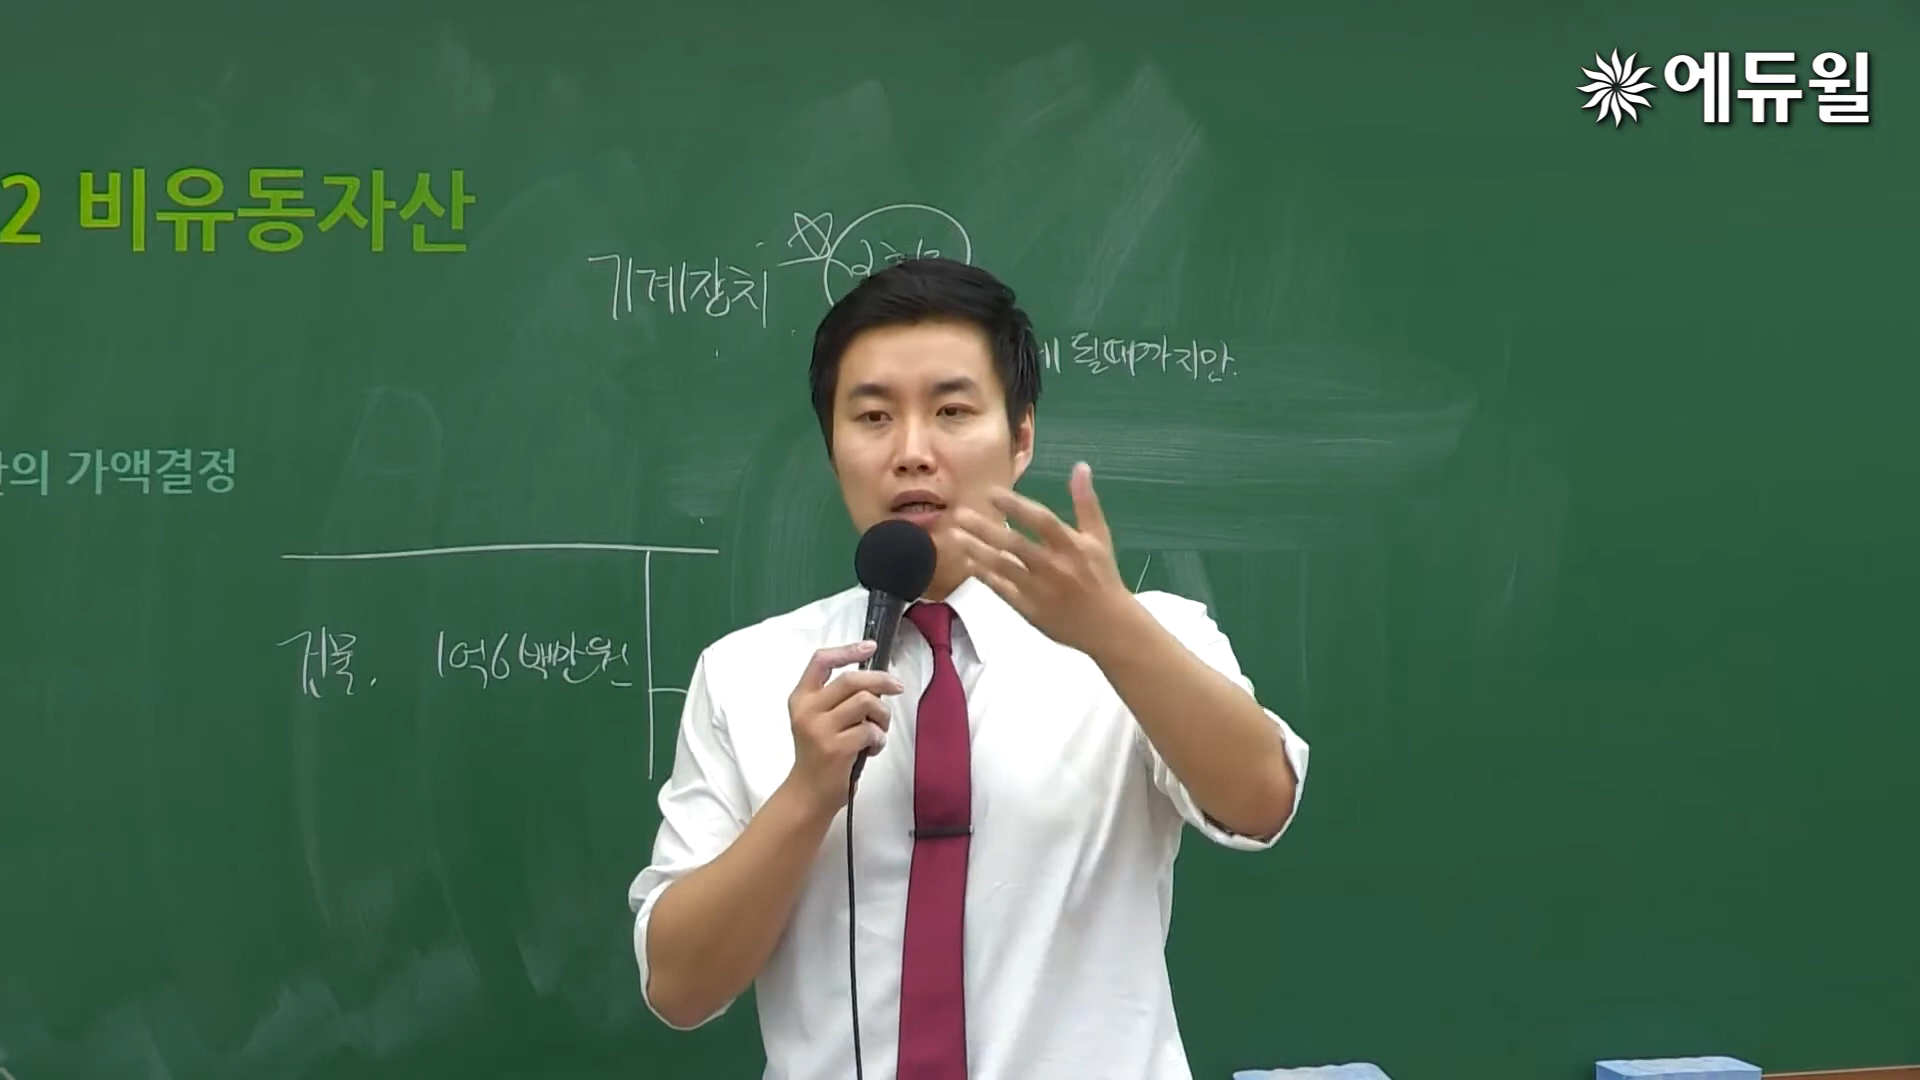 에듀윌
2 비유동자산
기계장치
될때까지만.
의 가액결정
건물. 1억6백만원